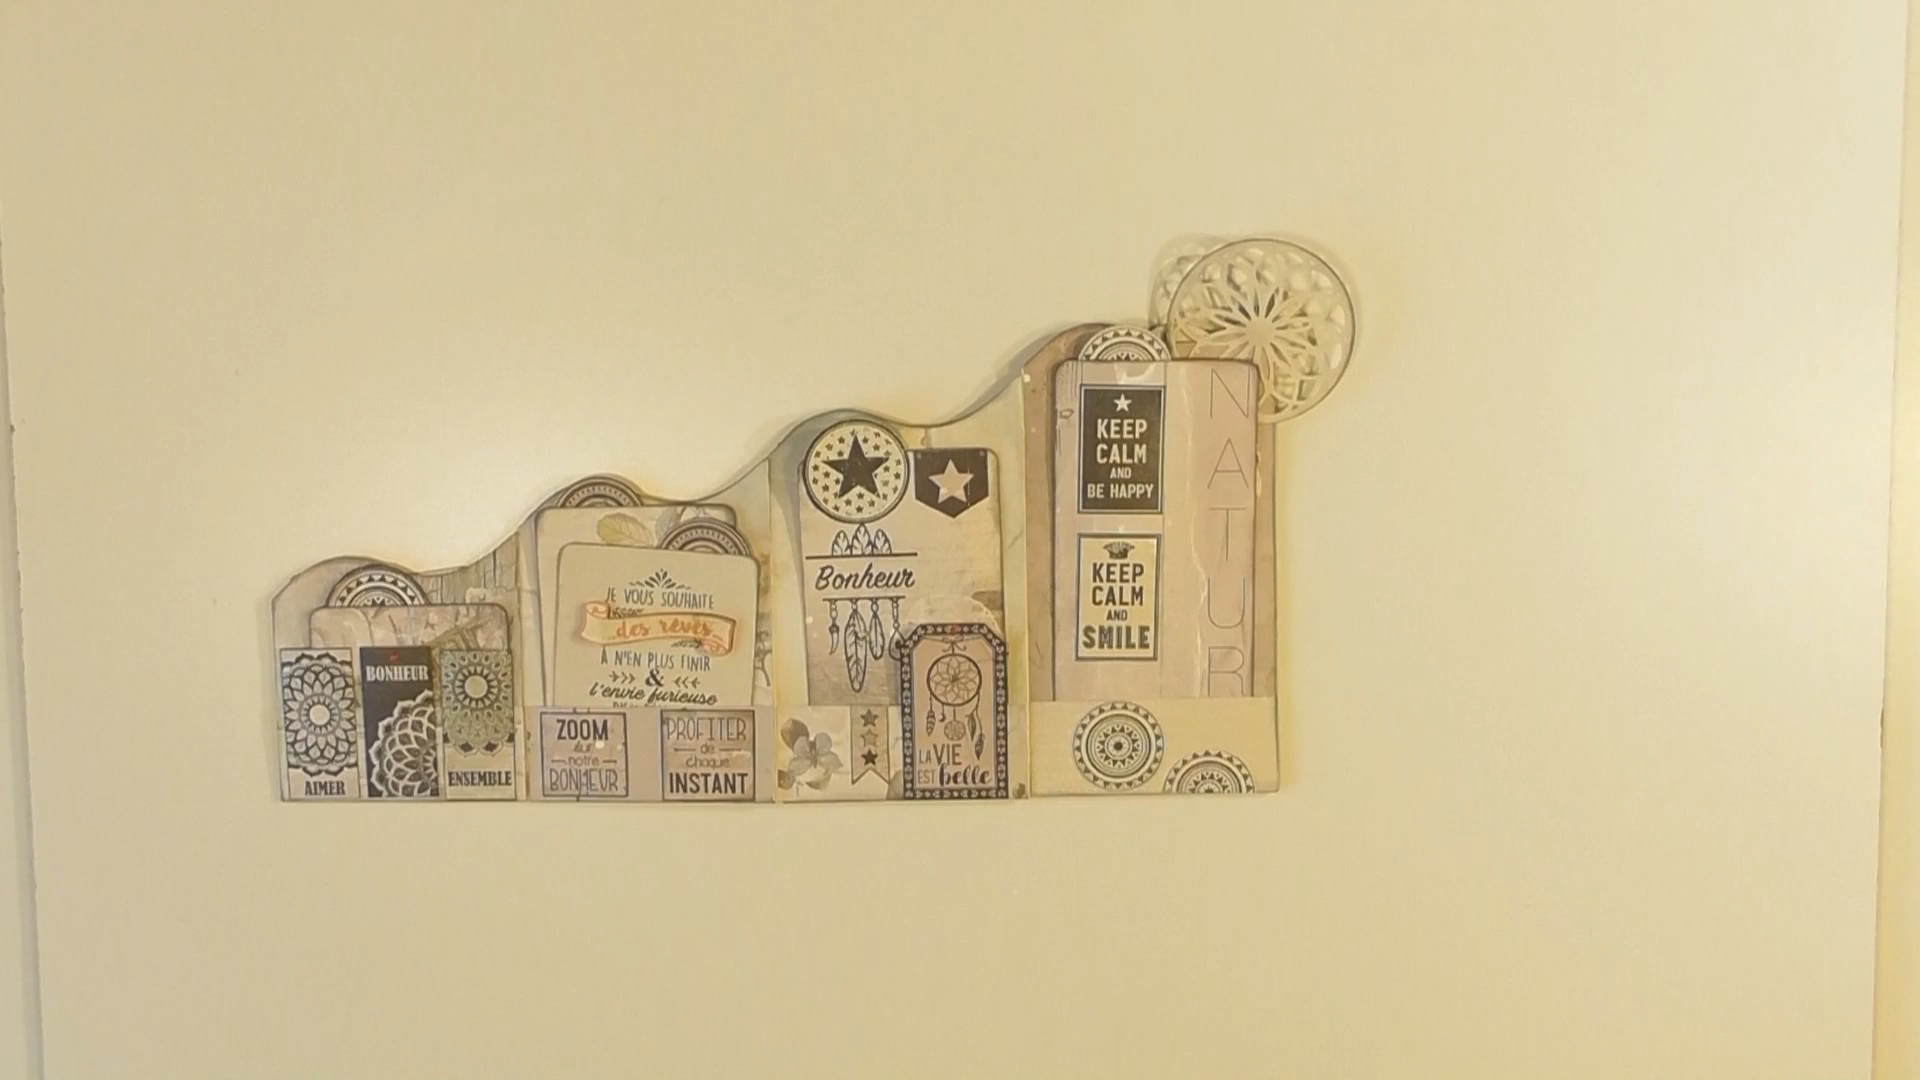 AIMER
BONHEUR
ENSEMBLE
JE VOUS SOUHAITE
des rêves
À N'EN PLUS FINIR
&
l'envie furieuse
ZOOM
sur
notre
BONHEUR
PROFITER
de
chaque
INSTANT
Bonheur
LA VIE
EST belle
KEEP
CALM
AND
BE HAPPY
KEEP
CALM
AND
SMILE
NATUR